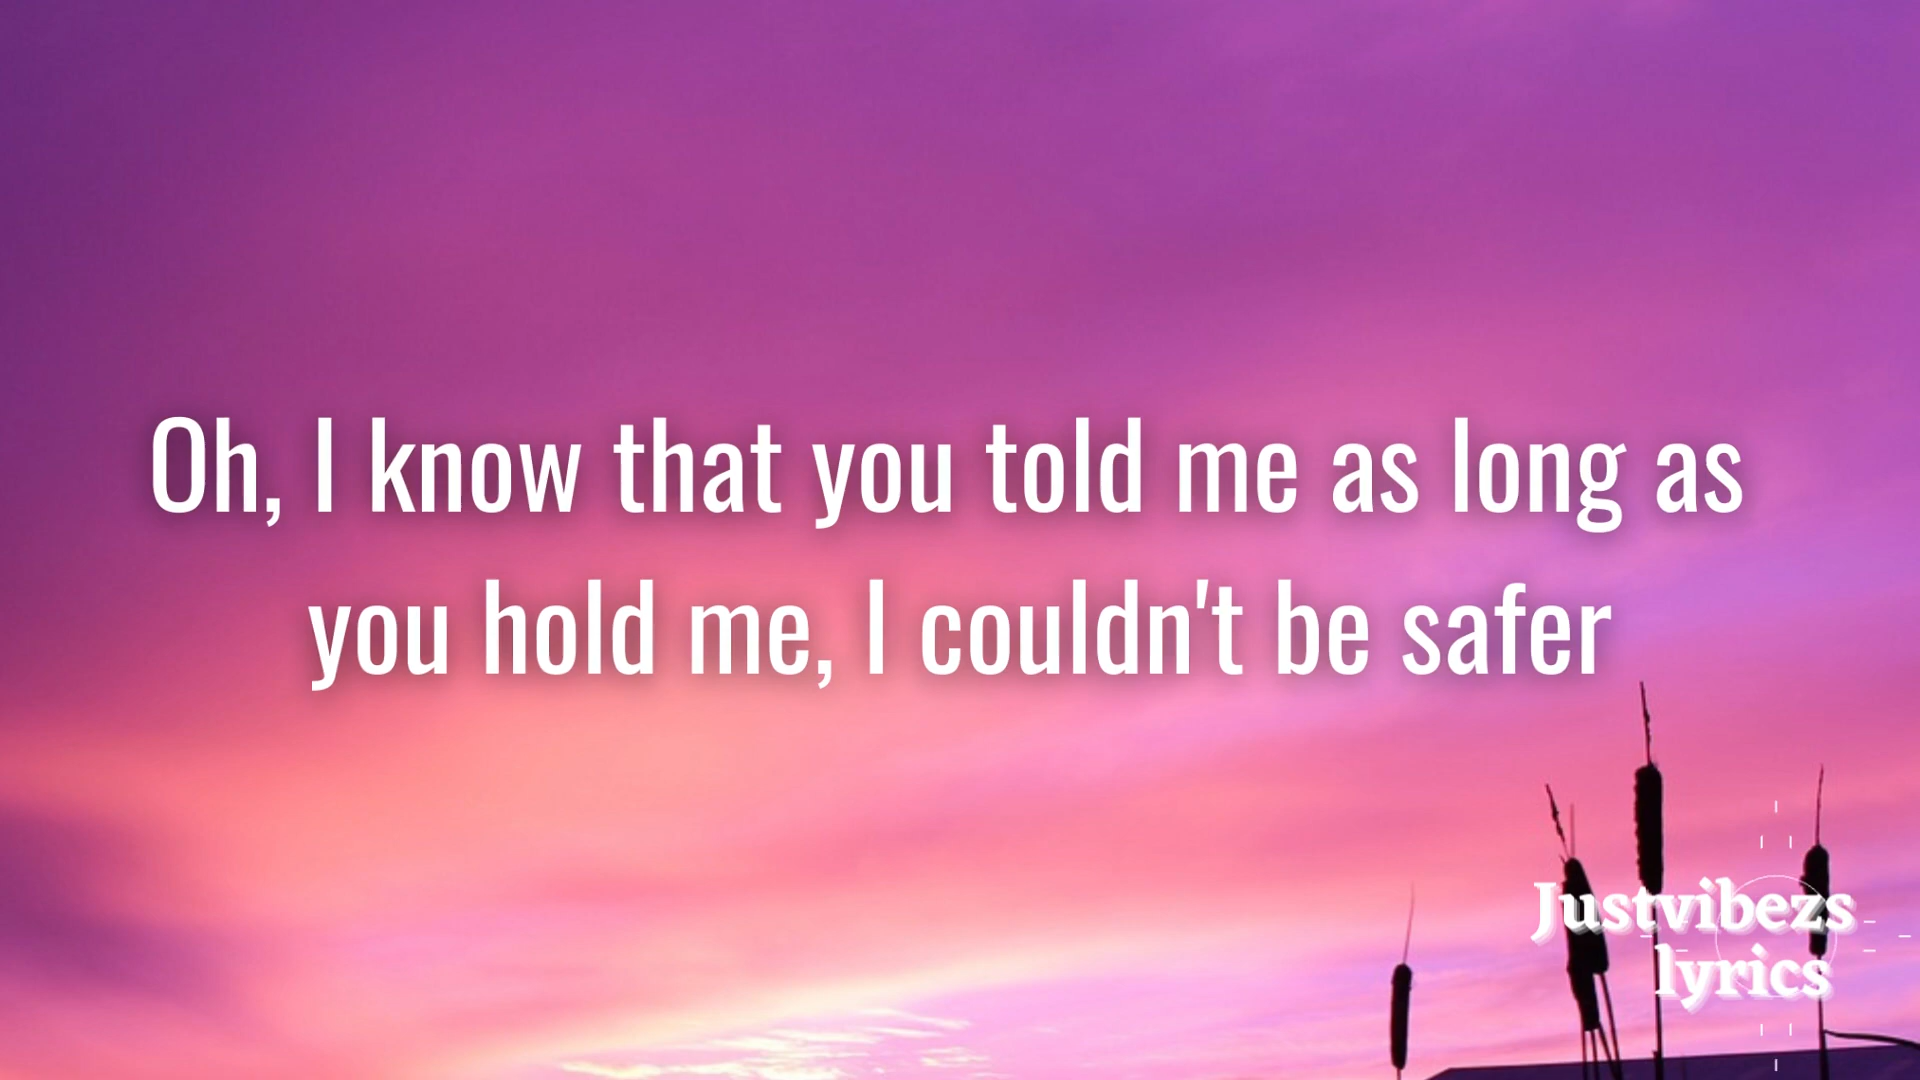 Oh, I know that you told me as long as
you hold me, I couldn't be safer
Justvibezs
lyrics